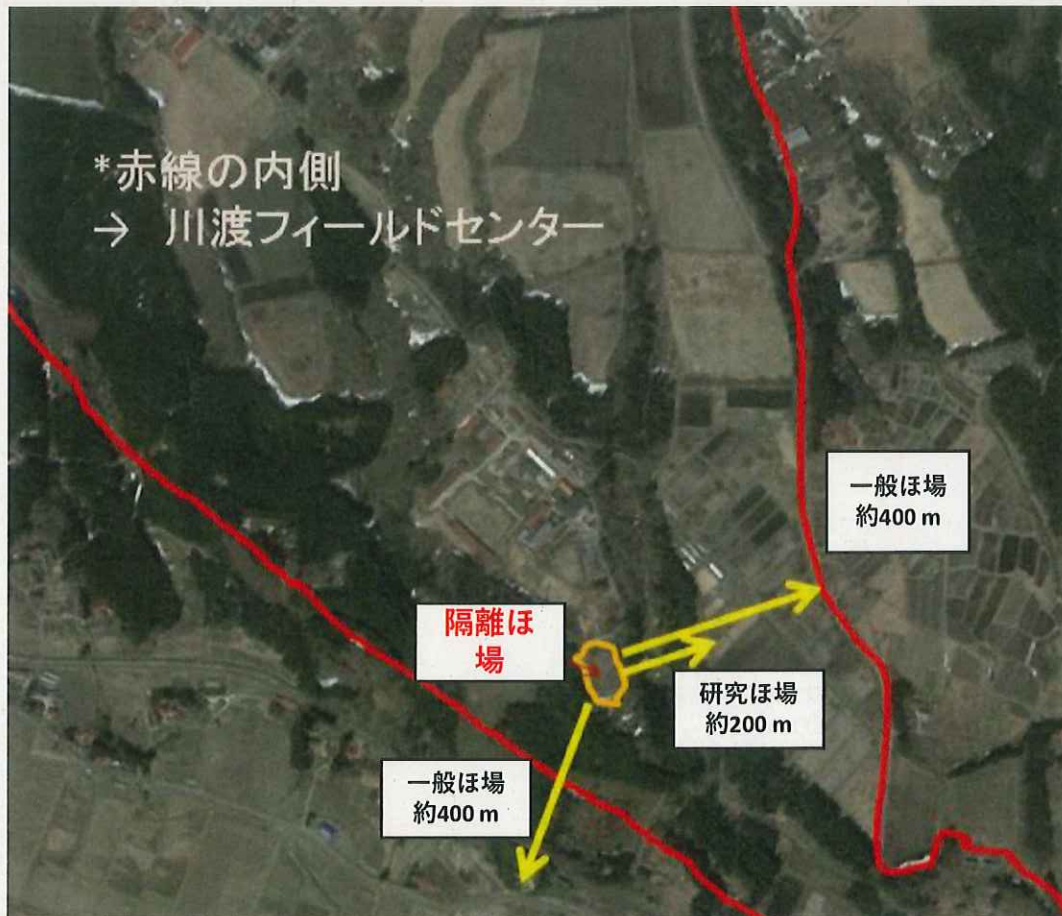 *赤線の内側
→ 川渡フィールドセンター
一般ほ場
約400 m
隔離ほ
場
研究ほ場
約200 m
一般ほ場
約400 m